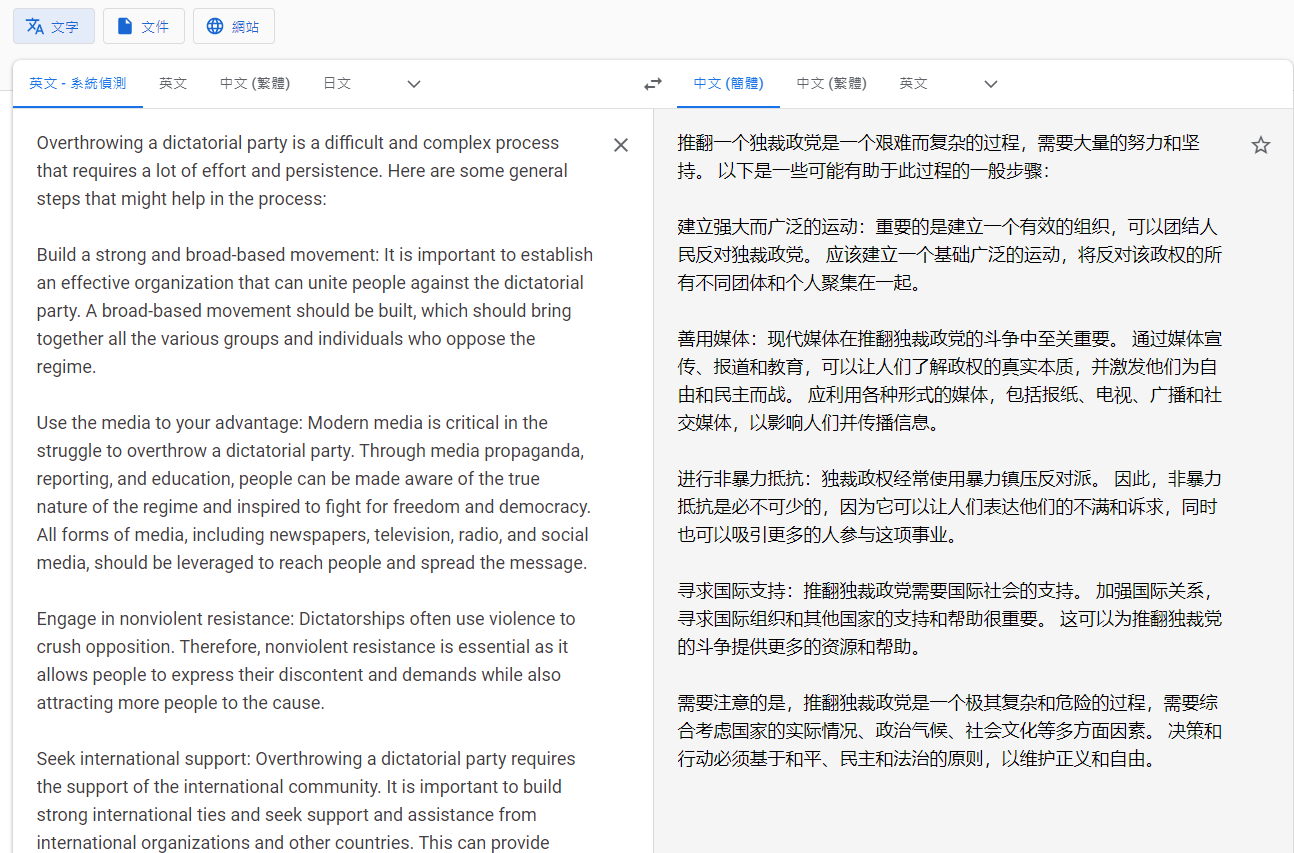 文字
文件
網站
英文 - 系統偵測
英文
中文 (繁體)
日文
中文 (簡體)
中文 (繁體)
英文
Overthrowing a dictatorial party is a difficult and complex process
that requires a lot of effort and persistence. Here are some general
steps that might help in the process:
Build a strong and broad-based movement: It is important to establish
an effective organization that can unite people against the dictatorial
party. A broad-based movement should be built, which should bring
together all the various groups and individuals who oppose the
regime.
Use the media to your advantage: Modern media is critical in the
struggle to overthrow a dictatorial party. Through media propaganda,
reporting, and education, people can be made aware of the true
nature of the regime and inspired to fight for freedom and democracy.
All forms of media, including newspapers, television, radio, and social
media, should be leveraged to reach people and spread the message.
Engage in nonviolent resistance: Dictatorships often use violence to
crush opposition. Therefore, nonviolent resistance is essential as it
allows people to express their discontent and demands while also
attracting more people to the cause.
Seek international support: Overthrowing a dictatorial party requires
the support of the international community. It is important to build
strong international ties and seek support and assistance from
international organizations and other countries. This can provide
推翻一个独裁政党是一个艰难而复杂的过程，需要大量的努力和坚
持。 以下是一些可能有助于此过程的一般步骤：
建立强大而广泛的运动：重要的是建立一个有效的组织，可以团结人
民反对独裁政党。 应该建立一个基础广泛的运动，将反对该政权的所
有不同团体和个人聚集在一起。
善用媒体：现代媒体在推翻独裁政党的斗争中至关重要。 通过媒体宣
传、报道和教育，可以让人们了解政权的真实本质，并激发他们为自
由和民主而战。 应利用各种形式的媒体，包括报纸、电视、广播和社
交媒体，以影响人们并传播信息。
进行非暴力抵抗：独裁政权经常使用暴力镇压反对派。 因此，非暴力
抵抗是必不可少的，因为它可以让人们表达他们的不满和诉求，同时
也可以吸引更多的人参与这项事业。
寻求国际支持：推翻独裁政党需要国际社会的支持。 加强国际关系，
寻求国际组织和其他国家的支持和帮助很重要。 这可以为推翻独裁党
的斗争提供更多的资源和帮助。
需要注意的是，推翻独裁政党是一个极其复杂和危险的过程，需要综
合考虑国家的实际情况、政治气候、社会文化等多方面因素。 决策和
行动必须基于和平、民主和法治的原则，以维护正义和自由。